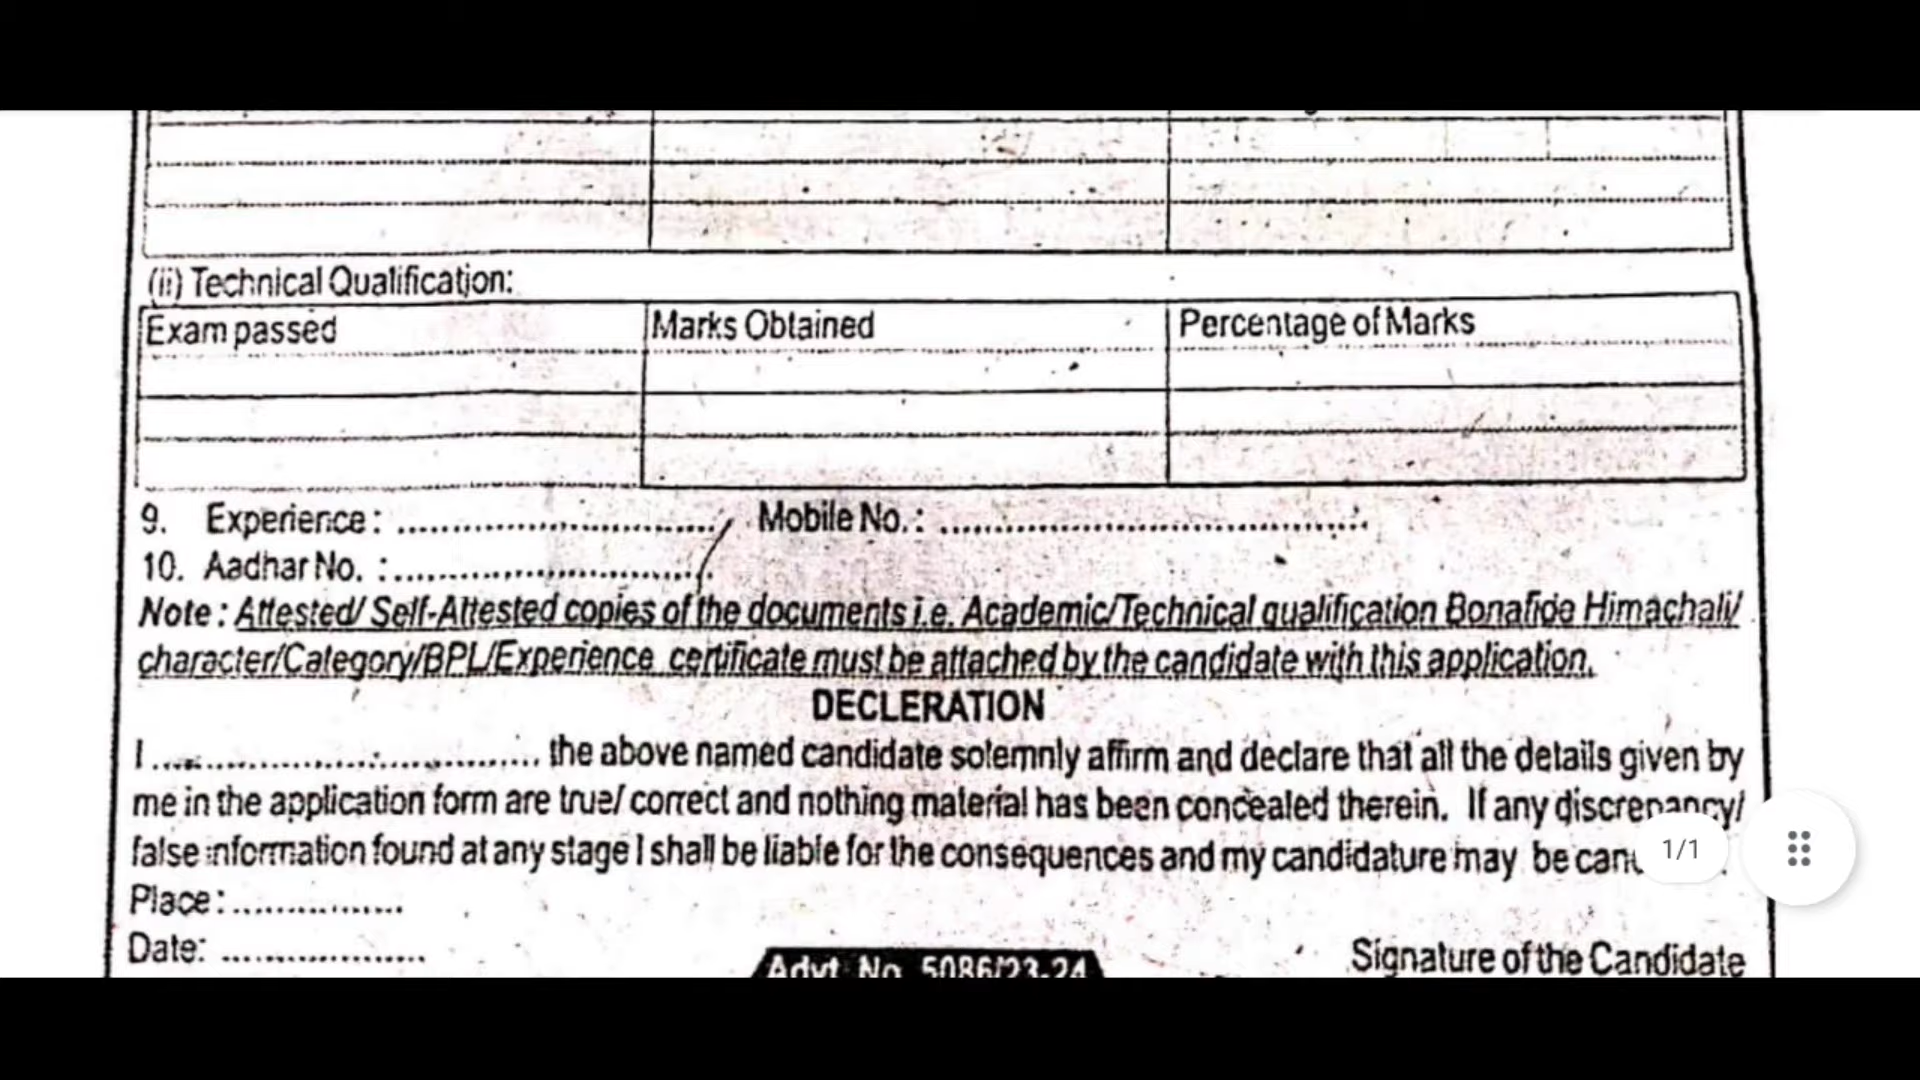 (ii) Technical Qualification:
Exam passed Marks Obtained Percentage of Marks
9. Experience : ........................... Mobile No. : ....................................
10. Aadhar No. : ...........................
Note : Attested/ Self-Attested copies of the documents i.e. Academic/Technical qualification Bonafide Himachali/
character/Category/BPL/Experience certificate must be attached by the candidate with this application.
DECLERATION
I .................................. the above named candidate solemnly affirm and declare that all the details given by
me in the application form are true/ correct and nothing material has been concealed therein. If any discrepancy/
false information found at any stage I shall be liable for the consequences and my candidature may be
1/1
Place : ................
Date: ...................
Signature of the Candidate
Advt. No. 5086/23-24